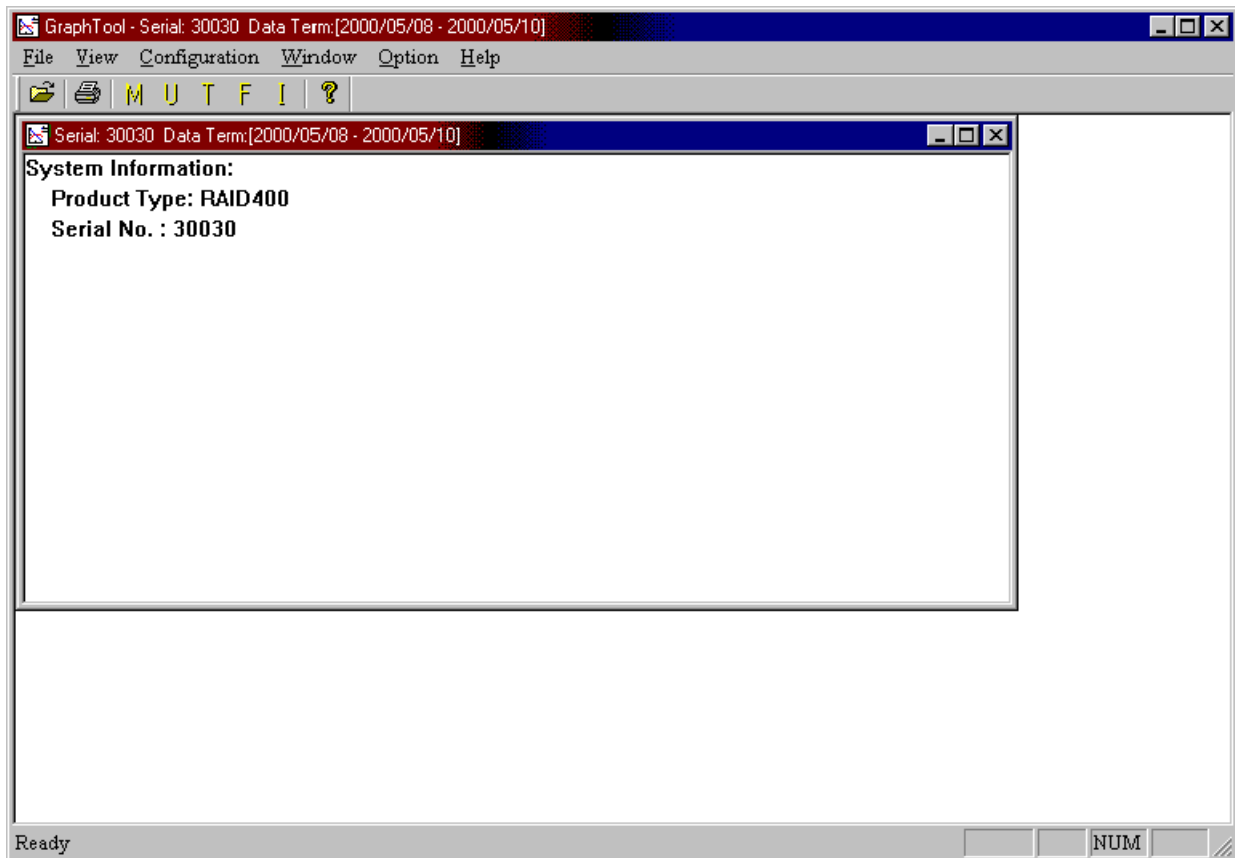 GraphTool - Serial: 30030 Data Term:[2000/05/08 - 2000/05/10]
File View Configuration Window Option Help
M U T F I ?
Serial: 30030 Data Term:[2000/05/08 - 2000/05/10]
System Information:
Product Type: RAID400
Serial No. : 30030
Ready NUM